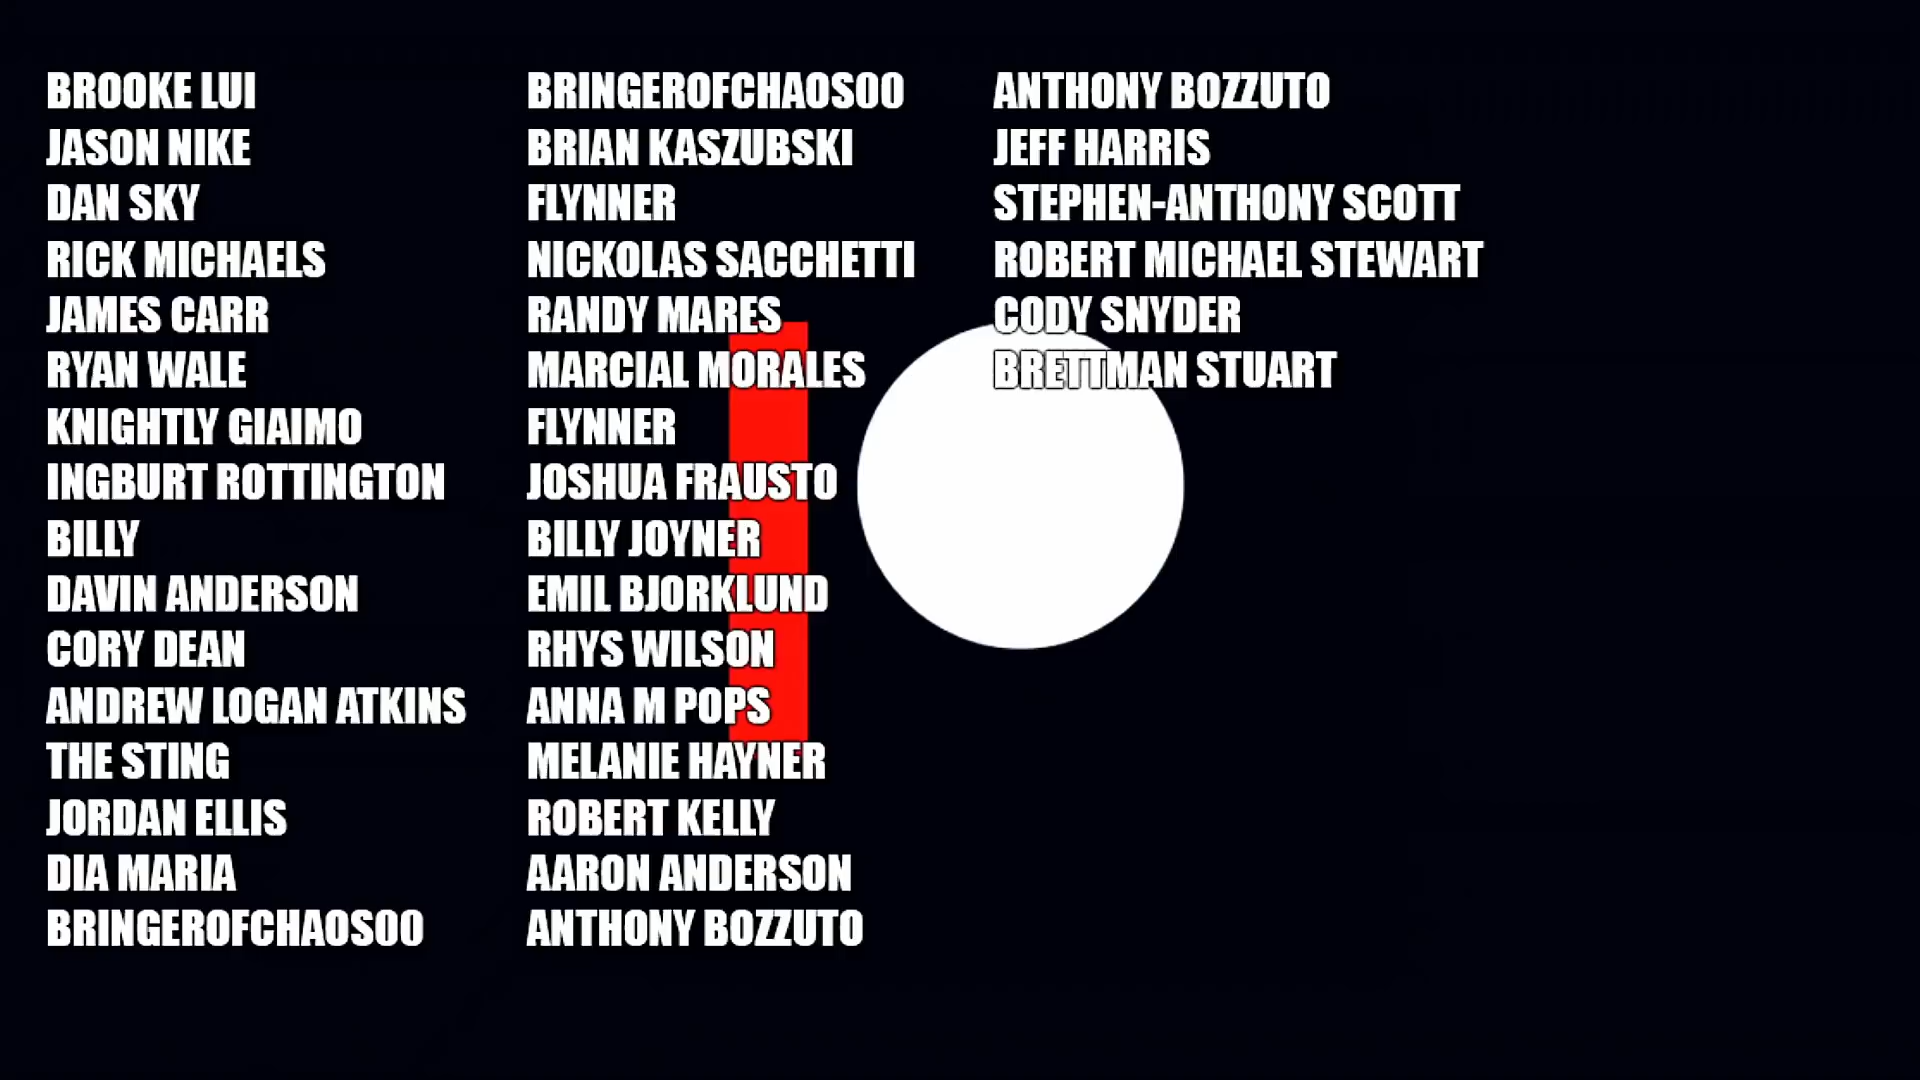 BROOKE LUI
JASON NIKE
DAN SKY
RICK MICHAELS
JAMES CARR
RYAN WALE
KNIGHTLY GIAIMO
INGBURT ROTTINGTON
BILLY
DAVIN ANDERSON
CORY DEAN
ANDREW LOGAN ATKINS
THE STING
JORDAN ELLIS
DIA MARIA
BRINGEROFCHAOS00
BRINGEROFCHAOS00
BRIAN KASZUBSKI
FLYNNER
NICKOLAS SACCHETTI
RANDY MARES
MARCIAL MORALES
FLYNNER
JOSHUA FRAUSTO
BILLY JOYNER
EMIL BJORKLUND
RHYS WILSON
ANNA M POPS
MELANIE HAYNER
ROBERT KELLY
AARON ANDERSON
ANTHONY BOZZUTO
ANTHONY BOZZUTO
JEFF HARRIS
STEPHEN-ANTHONY SCOTT
ROBERT MICHAEL STEWART
CODY SNYDER
BRETTMAN STUART